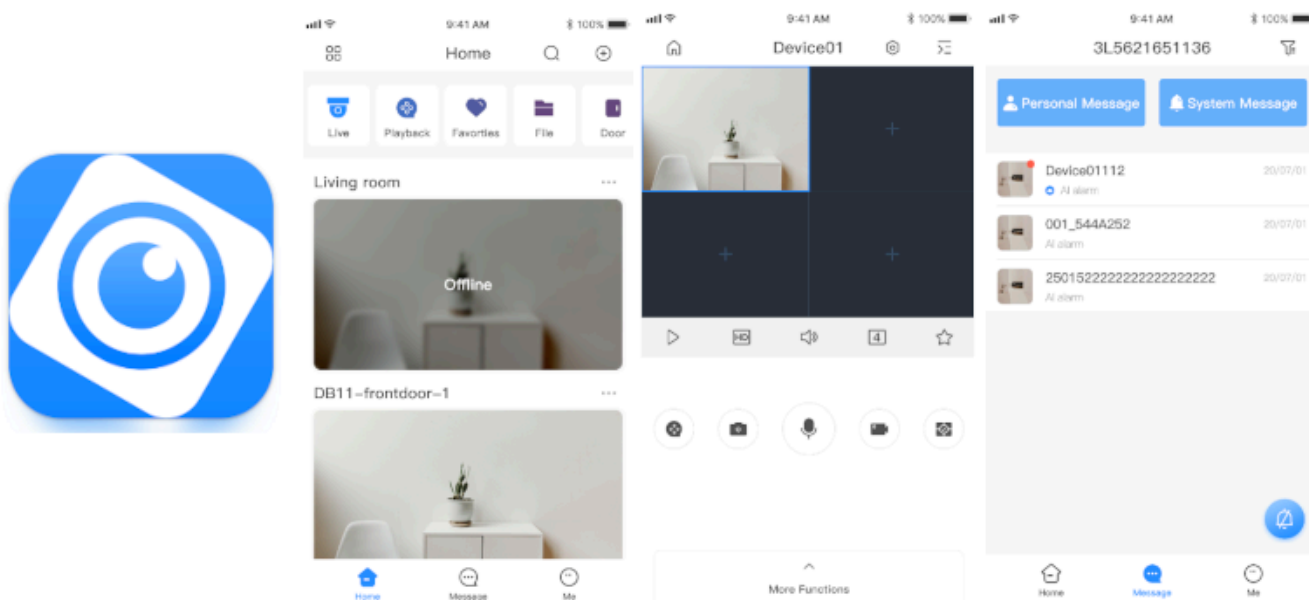 9:41 AM
100%
Home
Live
Playback
Favorties
File
Door
Living room
Offline
DB11-frontdoor-1
Home
Message
Me
9:41 AM
100%
Device01
HD
4
More Functions
9:41 AM
100%
3L5621651136
Personal Message
System Message
Device01112
20/07/01
AI alarm
001_544A252
20/07/01
AI alarm
2501522222222222222222
20/07/01
AI alarm
Home
Message
Me